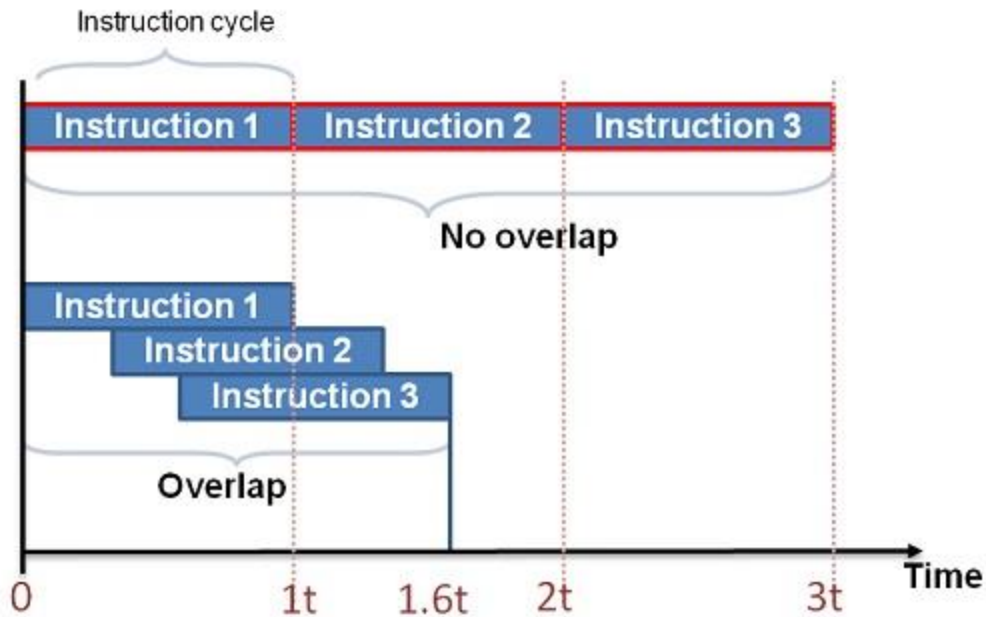 Instruction cycle
Instruction 1
Instruction 2
Instruction 3
No overlap
Instruction 1
Instruction 2
Instruction 3
Overlap
Time
0
1t
1.6t
2t
3t